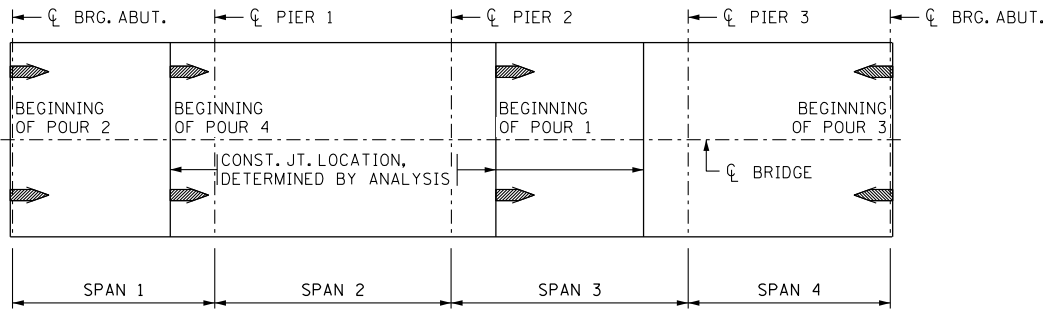 ℄ BRG. ABUT.
℄ PIER 1
℄ PIER 2
℄ PIER 3
℄ BRG. ABUT.
BEGINNING
OF POUR 2
BEGINNING
OF POUR 4
BEGINNING
OF POUR 1
BEGINNING
OF POUR 3
CONST. JT. LOCATION,
DETERMINED BY ANALYSIS
℄ BRIDGE
SPAN 1
SPAN 2
SPAN 3
SPAN 4